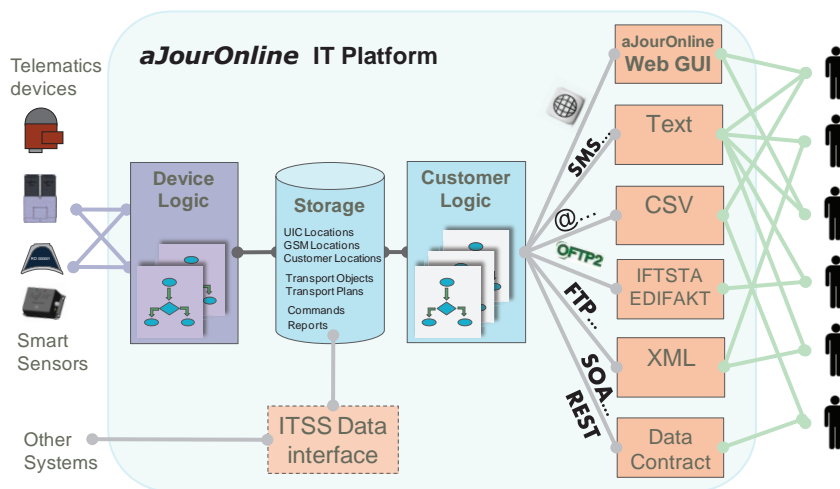 aJourOnline IT Platform
Telematics
devices
Smart
Sensors
Other
Systems
Device
Logic
Storage
UIC Locations
GSM Locations
Customer Locations
Transport Objects
Transport Plans
Commands
Reports
Customer
Logic
ITSS Data
interface
SMS...
@...
OFTP2
FTP...
SOA...
REST
aJourOnline
Web GUI
Text
CSV
IFTSTA
EDIFAKT
XML
Data
Contract